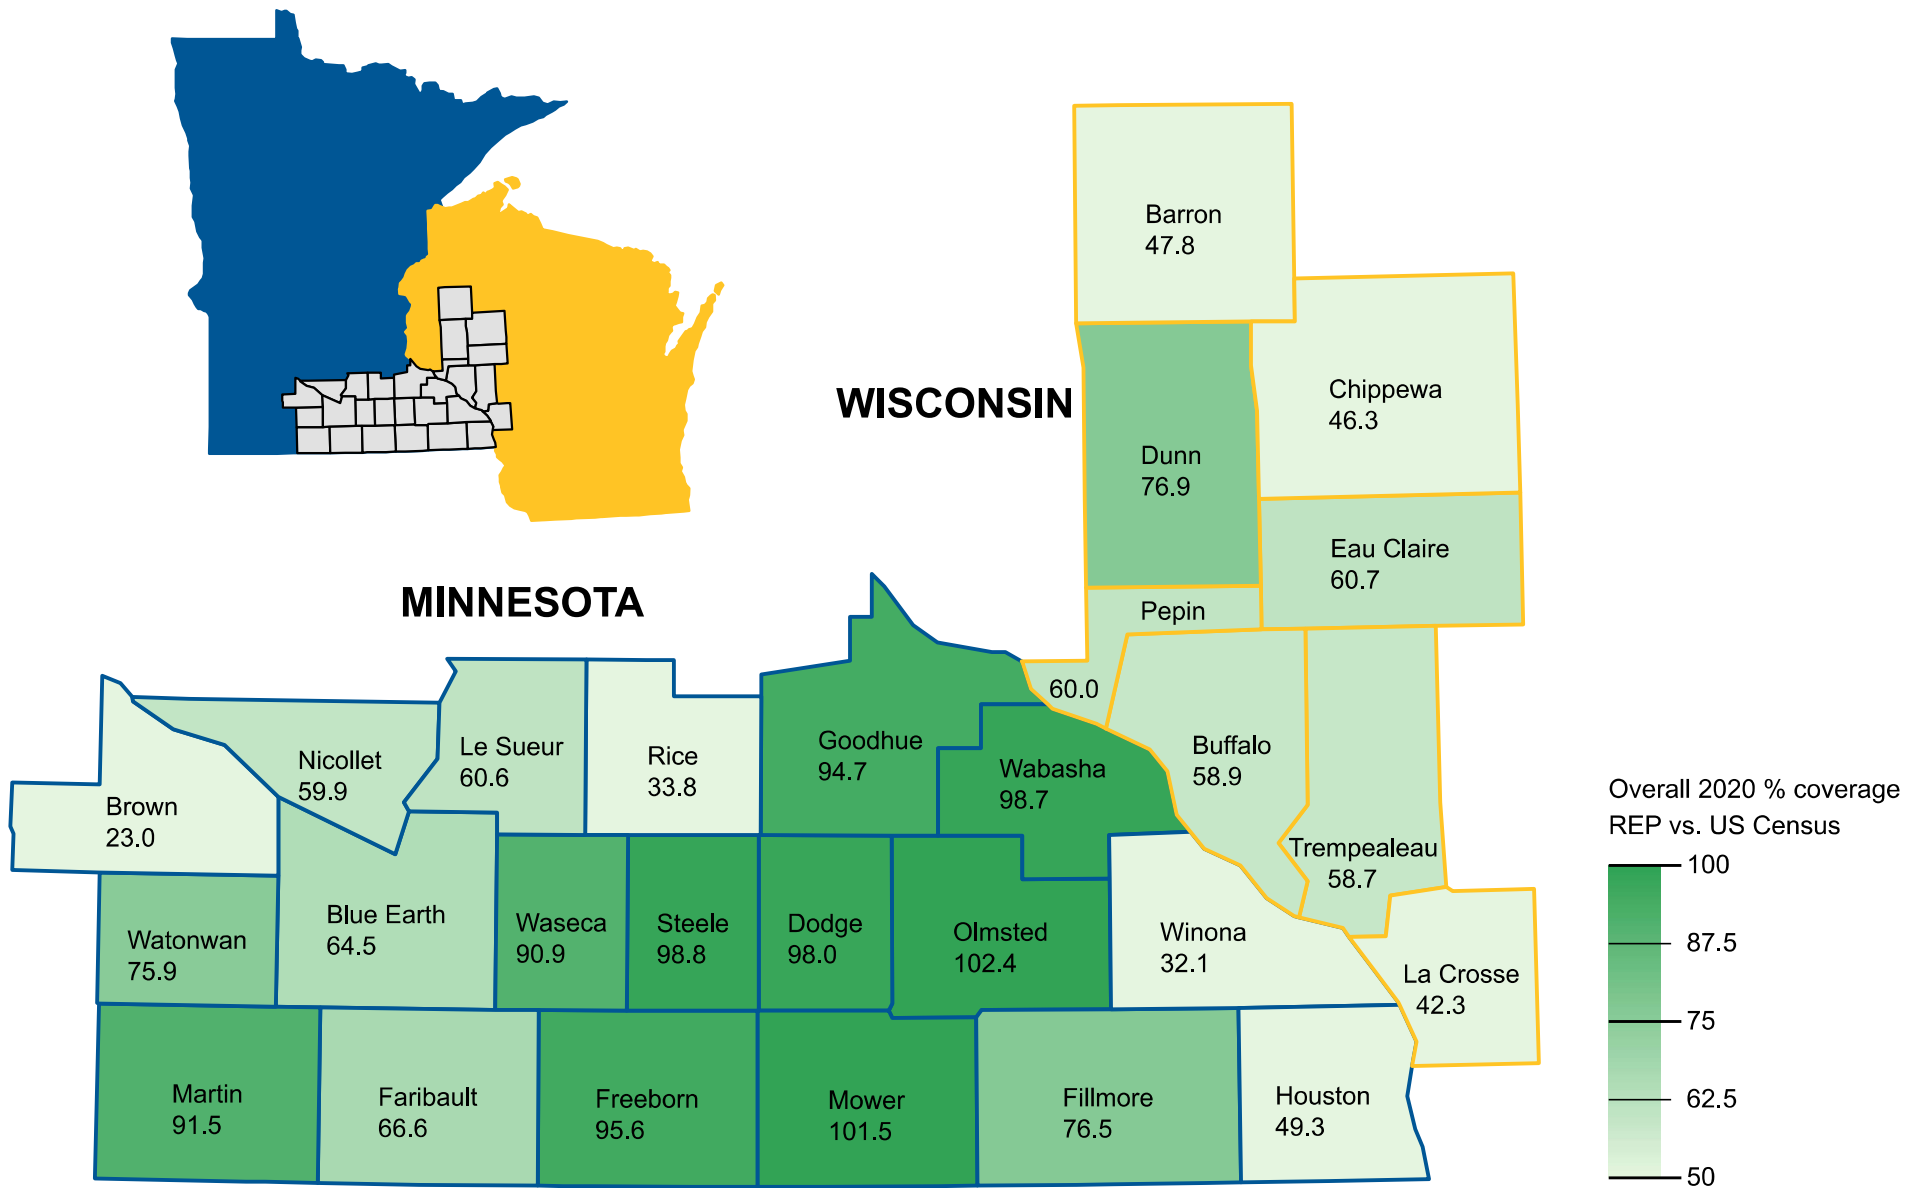 WISCONSIN
Barron
47.8
Chippewa
46.3
Dunn
76.9
Eau Claire
60.7
Pepin
60.0
Buffalo
58.9
Trempealeau
58.7
La Crosse
42.3
MINNESOTA
Brown
23.0
Nicollet
59.9
Le Sueur
60.6
Rice
33.8
Goodhue
94.7
Wabasha
98.7
Watonwan
75.9
Blue Earth
64.5
Waseca
90.9
Steele
98.8
Dodge
98.0
Olmsted
102.4
Winona
32.1
Martin
91.5
Faribault
66.6
Freeborn
95.6
Mower
101.5
Fillmore
76.5
Houston
49.3
Overall 2020 % coverage
REP vs. US Census
100
87.5
75
62.5
50